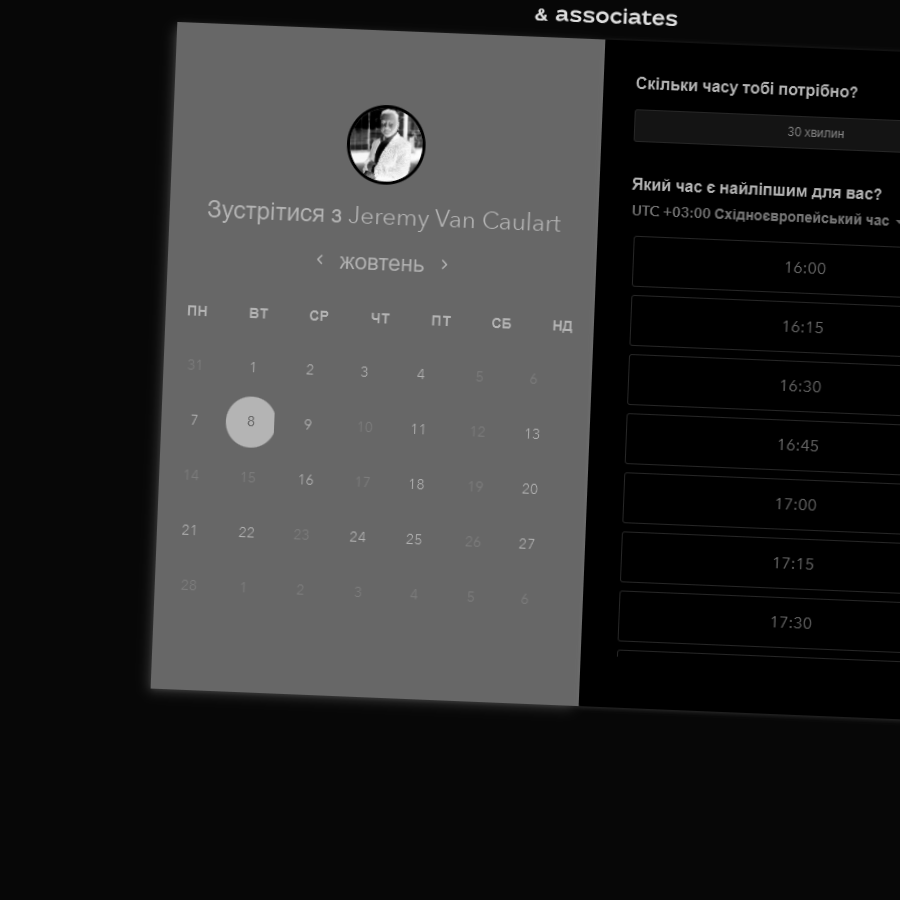 & associates
Зустрітися з Jeremy Van Caulart
жовтень
ПН ВТ СР ЧТ ПТ СБ НД
31 1 2 3 4 5 6
7 8 9 10 11 12 13
14 15 16 17 18 19 20
21 22 23 24 25 26 27
28 1 2 3 4 5 6
Скільки часу тобі потрібно?
30 хвилин
Який час є найліпшим для вас?
UTC +03:00 Східноєвропейський час
16:00
16:15
16:30
16:45
17:00
17:15
17:30